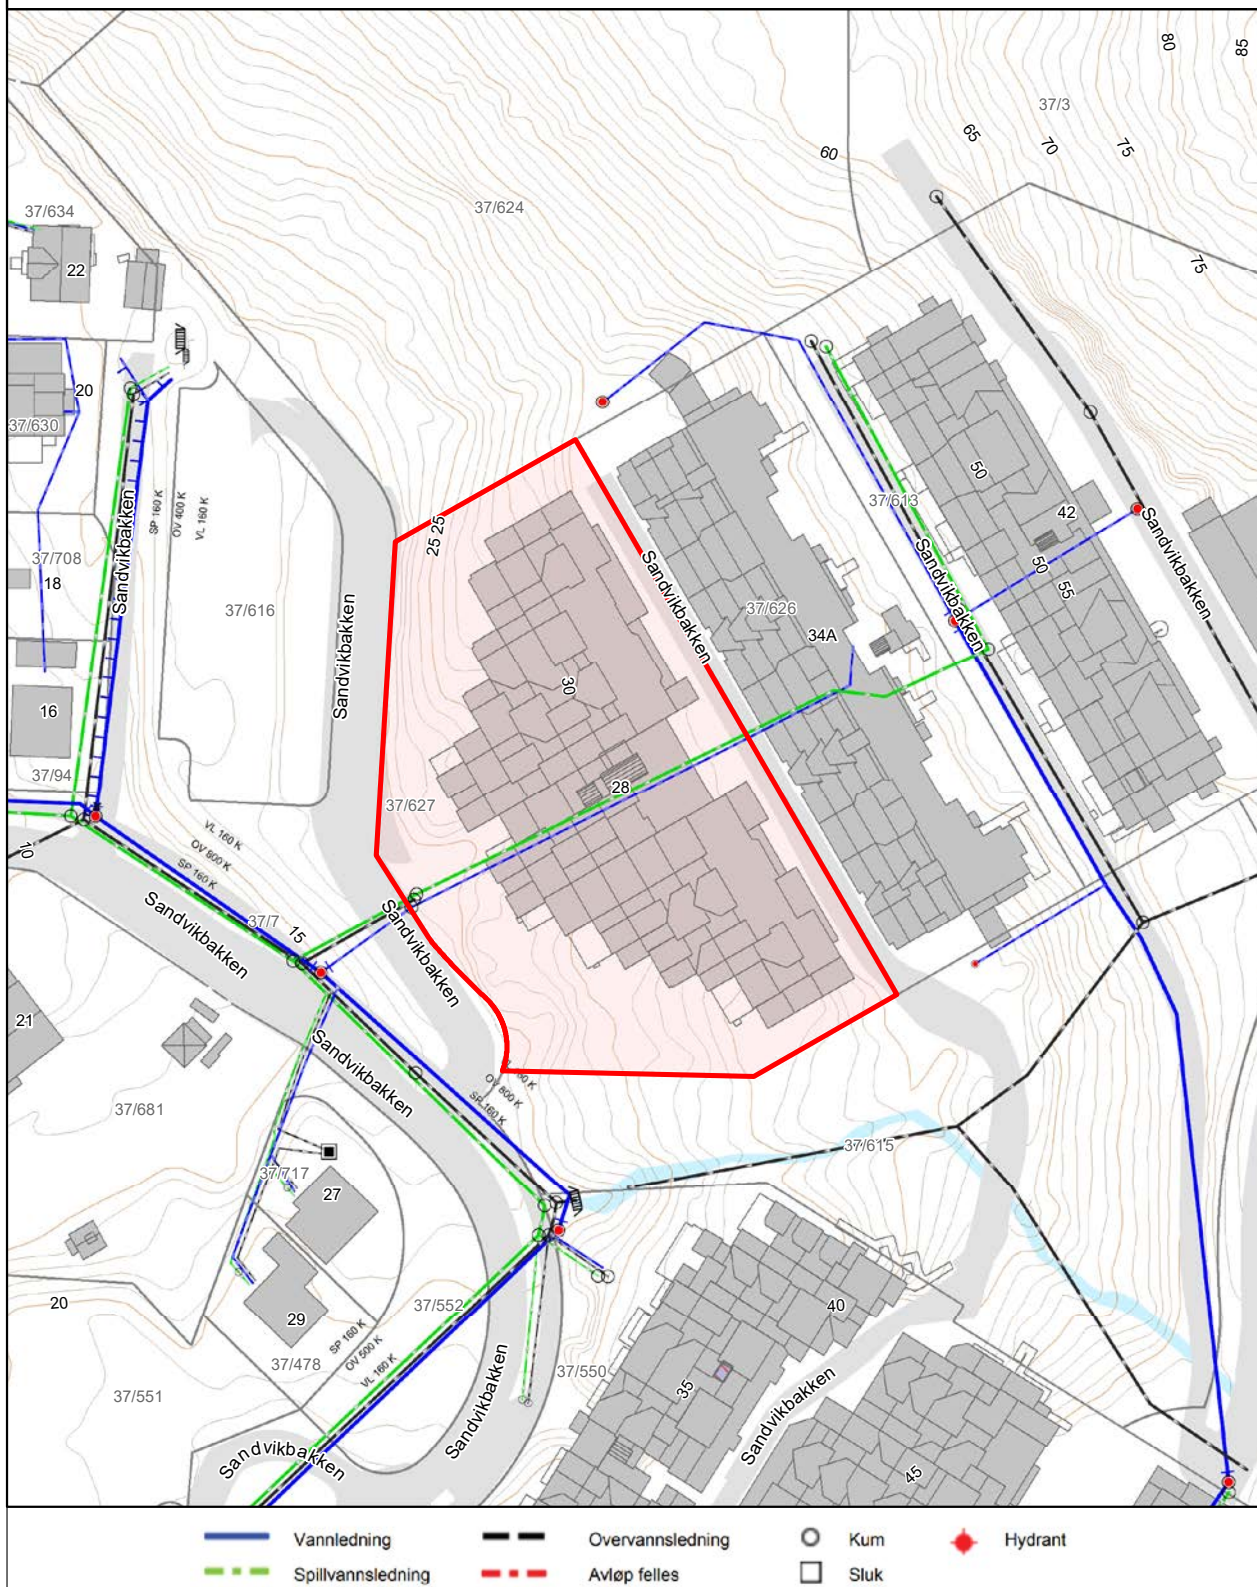 80
85
37/3
65
70
75
60
37/634
37/624
22
75
20
37/630
50
37/613
42
SP 160 K
OV 400 K
VL 160 K
Sandvikbakken
25 25
Sandvikbakken
37/708
18
Sandvikbakken
Sandvikbakken
50
55
37/616
37/626
34A
Sandvikbakken
30
16
37/94
28
37/627
VL 160 K
OV 800 K
SP 160 K
10
Sandvikbakken
37/7
15
Sandvikbakken
21
Sandvikbakken
OV 800 K
SP 160 K
37/681
37/615
37/717
27
20
29
37/552
40
SP 160 K
OV 500 K
VL 160 K
37/478
37/550
37/551
35
Sandvikbakken
Sandvikbakken
Sandvikbakken
45
Vannledning
Overvannsledning
Kum
Hydrant
Spillvannsledning
Avløp felles
Sluk